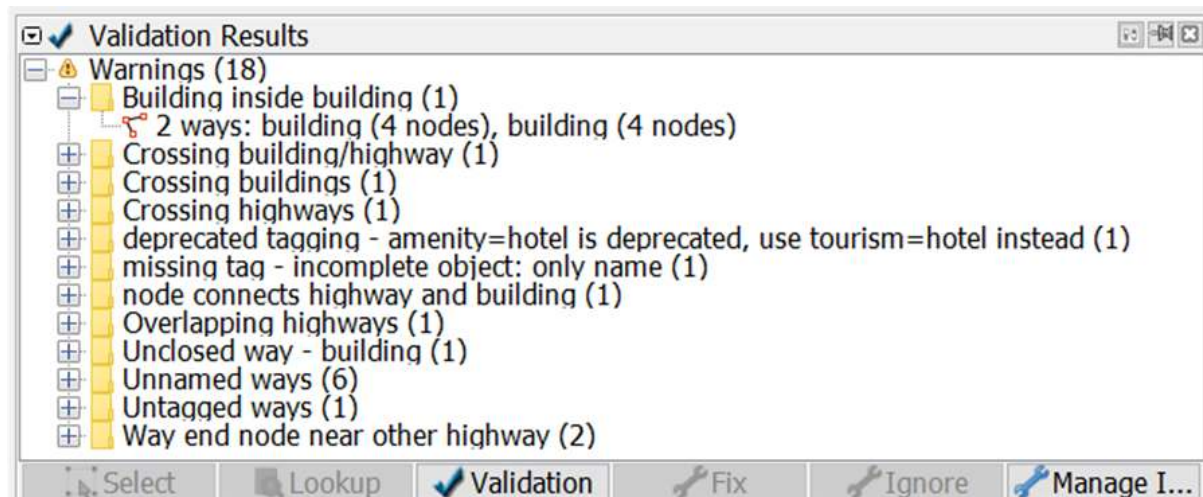 Validation Results
Warnings (18)
Building inside building (1)
2 ways: building (4 nodes), building (4 nodes)
Crossing building/highway (1)
Crossing buildings (1)
Crossing highways (1)
deprecated tagging - amenity=hotel is deprecated, use tourism=hotel instead (1)
missing tag - incomplete object: only name (1)
node connects highway and building (1)
Overlapping highways (1)
Unclosed way - building (1)
Unnamed ways (6)
Untagged ways (1)
Way end node near other highway (2)
Select Lookup Validation Fix Ignore Manage I...